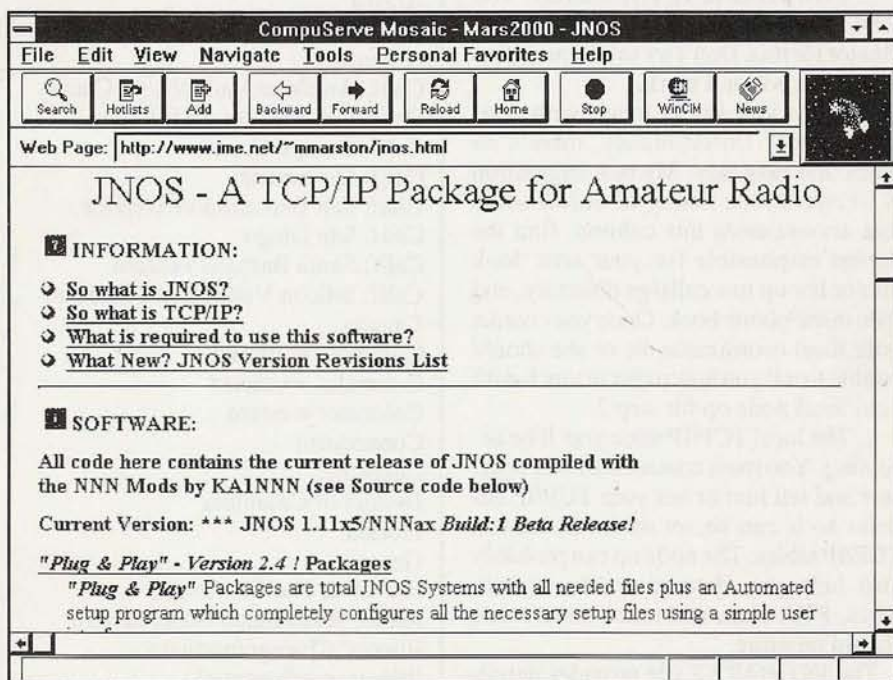 CompuServe Mosaic - Mars2000 - JNOS
File Edit View Navigate Tools Personal Favorites Help
Search Hotlists Add Backward Forward Reload Home Stop WinCIM News
Web Page: http://www.ime.net/~mmarston/jnos.html
JNOS - A TCP/IP Package for Amateur Radio
INFORMATION:
So what is JNOS?
So what is TCP/IP?
What is required to use this software?
What New? JNOS Version Revisions List
SOFTWARE:
All code here contains the current release of JNOS compiled with
the NNN Mods by KA1NNN (see Source code below)
Current Version: *** JNOS 1.11x5/NNNax Build:1 Beta Release!
"Plug & Play" - Version 2.4 ! Packages
"Plug & Play" Packages are total JNOS Systems with all needed files plus an Automated
setup program which completely configures all the necessary setup files using a simple user